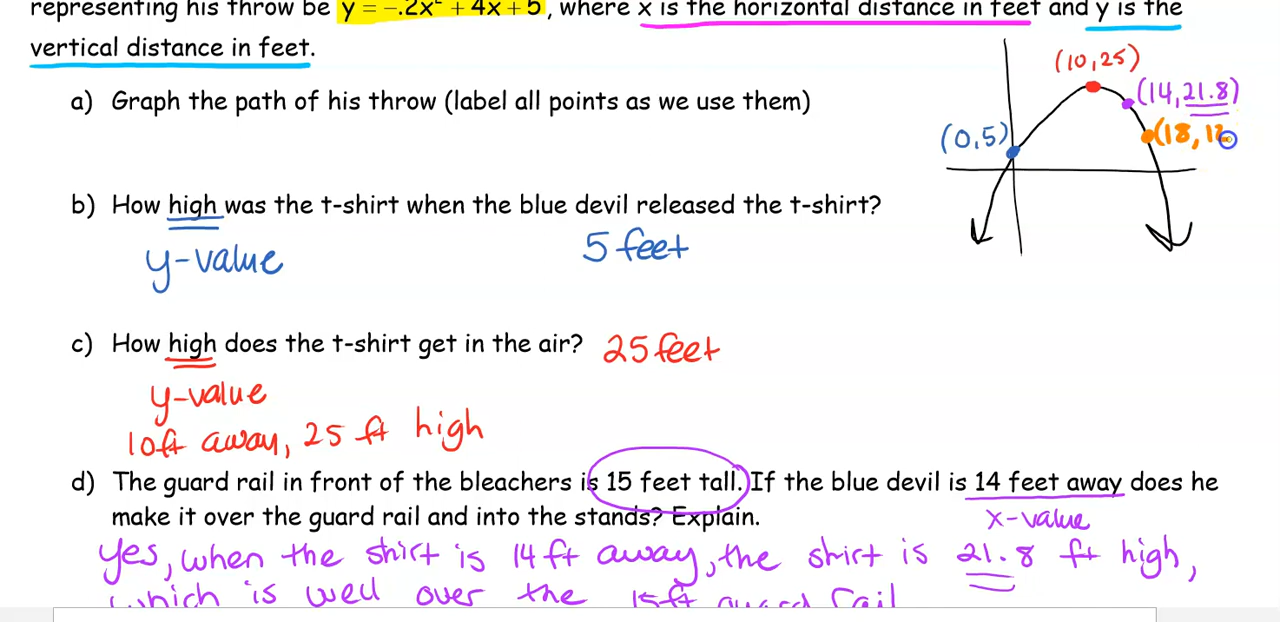 representing his throw be y = -.2x² + 4x + 5, where x is the horizontal distance in feet and y is the
vertical distance in feet.
(10,25)
a) Graph the path of his throw (label all points as we use them)
(14,21.8)
(0,5)
(18,
b) How high was the t-shirt when the blue devil released the t-shirt?
y-value
5 feet
c) How high does the t-shirt get in the air? 25 feet
y-value
10ft away, 25 ft high
d) The guard rail in front of the bleachers is 15 feet tall. If the blue devil is 14 feet away does he
make it over the guard rail and into the stands? Explain.
x-value
yes, when the shirt is 14ft away, the shirt is 21.8 ft high,
which is well over the 15ft guard rail